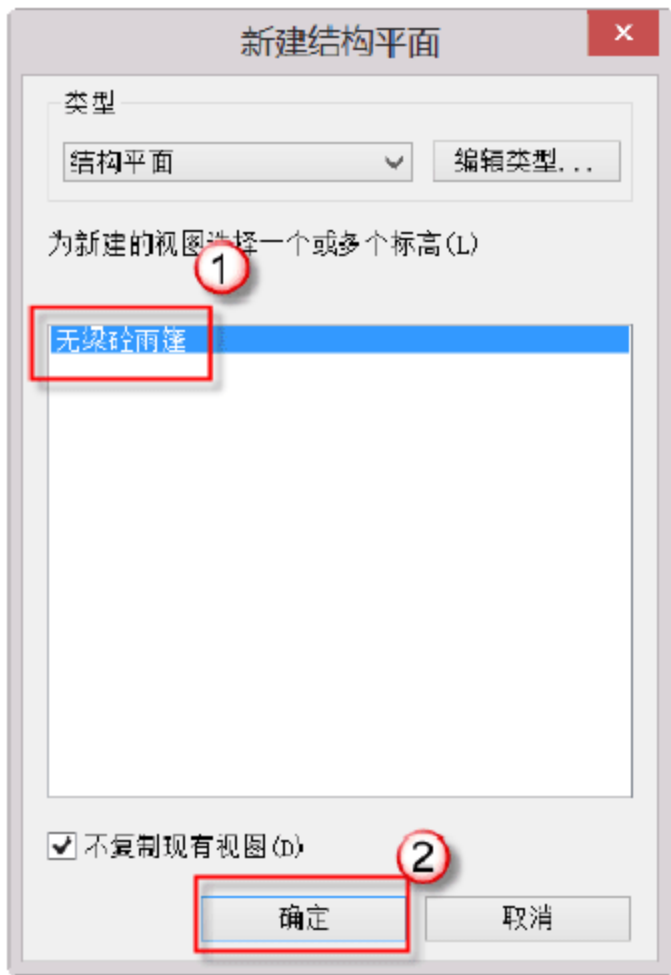 新建结构平面
类型
结构平面
编辑类型...
为新建的视图选择一个或多个标高(L)
1
无梁砼雨篷
不复制现有视图(D)
2
确定
取消